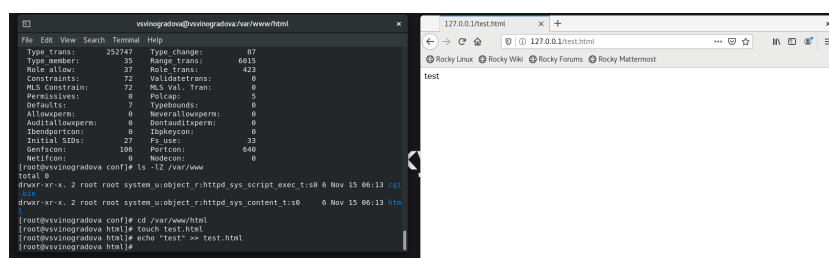 vsvinogradova@vsvinogradova:/var/www/html
File Edit View Search Terminal Help
Type_trans: 252747 Type_change: 87
Type_member: 35 Range_trans: 6015
Role allow: 37 Role_trans: 423
Constraints: 72 Validatetrans: 0
MLS Constrain: 72 MLS Val. Tran: 0
Permissives: 0 Polcap: 5
Defaults: 7 Typebounds: 0
Allowxperm: 0 Neverallowxperm: 0
Auditallowxperm: 0 Dontauditxperm: 0
Ibendportcon: 0 Ibpkeycon: 0
Initial SIDs: 27 Fs_use: 33
Genfscon: 106 Portcon: 640
Netifcon: 0 Nodecon: 0
[root@vsvinogradova conf]# ls -lZ /var/www
total 0
drwxr-xr-x. 2 root root system_u:object_r:httpd_sys_script_exec_t:s0 6 Nov 15 06:13 cgi
-bin
drwxr-xr-x. 2 root root system_u:object_r:httpd_sys_content_t:s0 6 Nov 15 06:13 htm
l
[root@vsvinogradova conf]# cd /var/www/html
[root@vsvinogradova html]# touch test.html
[root@vsvinogradova html]# echo "test" >> test.html
[root@vsvinogradova html]#
127.0.0.1/test.html
127.0.0.1/test.html
Rocky Linux Rocky Wiki Rocky Forums Rocky Mattermost
test